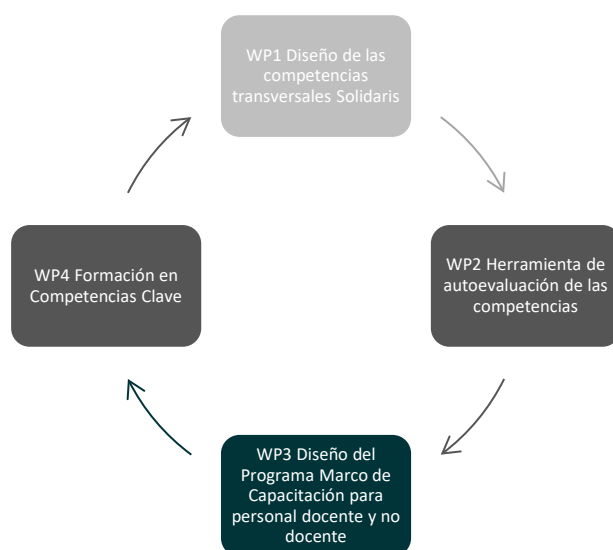 WP1 Diseño de las
competencias
transversales Solidaris
WP4 Formación en
Competencias Clave
WP2 Herramienta de
autoevaluación de las
competencias
WP3 Diseño del
Programa Marco de
Capacitación para
personal docente y no
docente